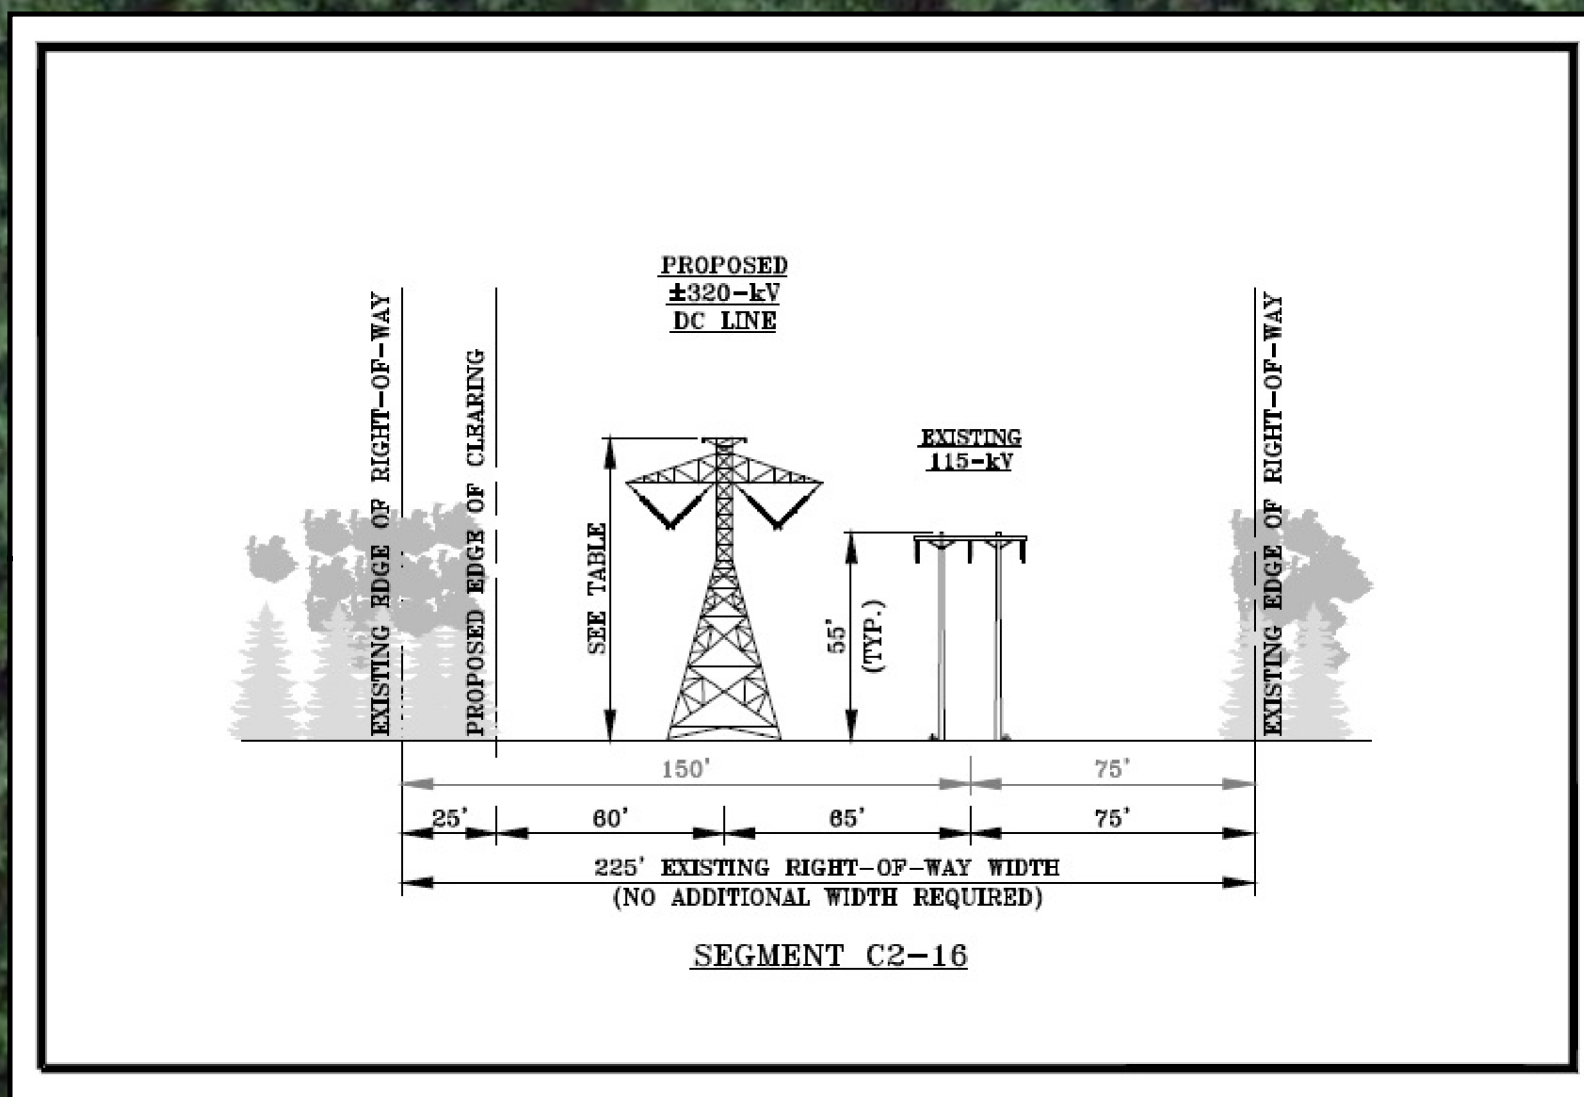 PROPOSED
±320-kV
DC LINE
EXISTING EDGE OF RIGHT-OF-WAY
PROPOSED EDGE OF CLEARING
SEE TABLE
EXISTING
115-kV
55'
(TYP.)
EXISTING EDGE OF RIGHT-OF-WAY
150'
75'
25'
60'
65'
75'
225' EXISTING RIGHT-OF-WAY WIDTH
(NO ADDITIONAL WIDTH REQUIRED)
SEGMENT C2-16